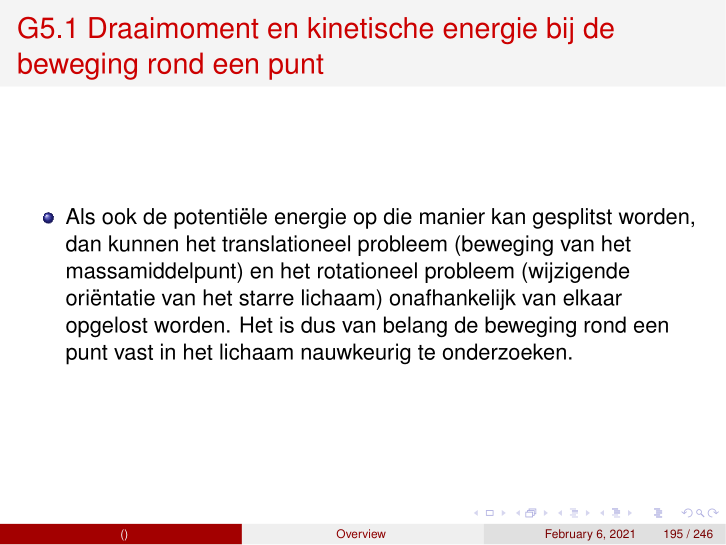 G5.1 Draaimoment en kinetische energie bij de
beweging rond een punt
Als ook de potentiële energie op die manier kan gesplitst worden,
dan kunnen het translationeel probleem (beweging van het
massamiddelpunt) en het rotationeel probleem (wijzigende
oriëntatie van het starre lichaam) onafhankelijk van elkaar
opgelost worden. Het is dus van belang de beweging rond een
punt vast in het lichaam nauwkeurig te onderzoeken.
() Overview February 6, 2021 195 / 246